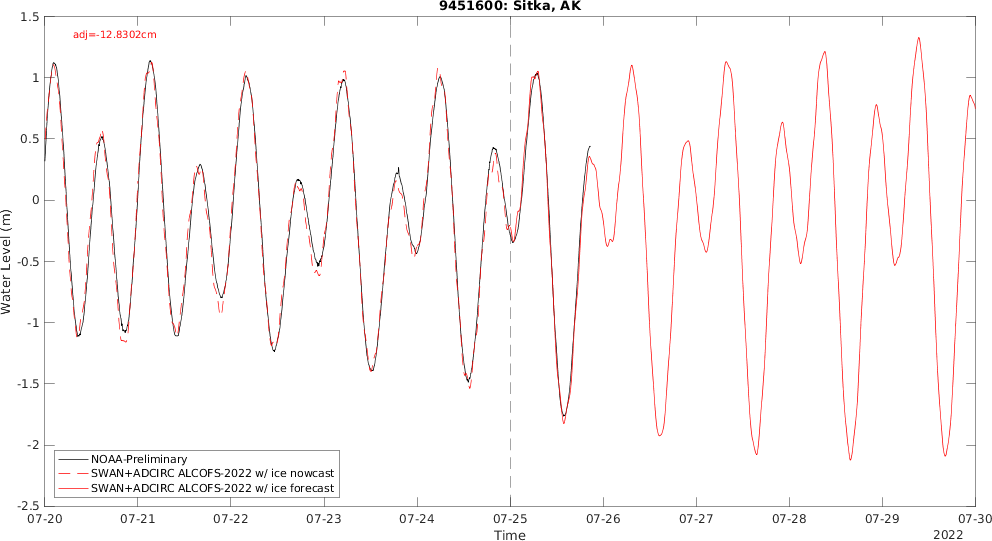 9451600: Sitka, AK
adj=-12.8302cm
1.5
1
0.5
0
-0.5
-1
-1.5
-2
-2.5
Water Level (m)
NOAA-Preliminary
SWAN+ADCIRC ALCOFS-2022 w/ ice nowcast
SWAN+ADCIRC ALCOFS-2022 w/ ice forecast
07-20 07-21 07-22 07-23 07-24 07-25 07-26 07-27 07-28 07-29 07-30
Time
2022